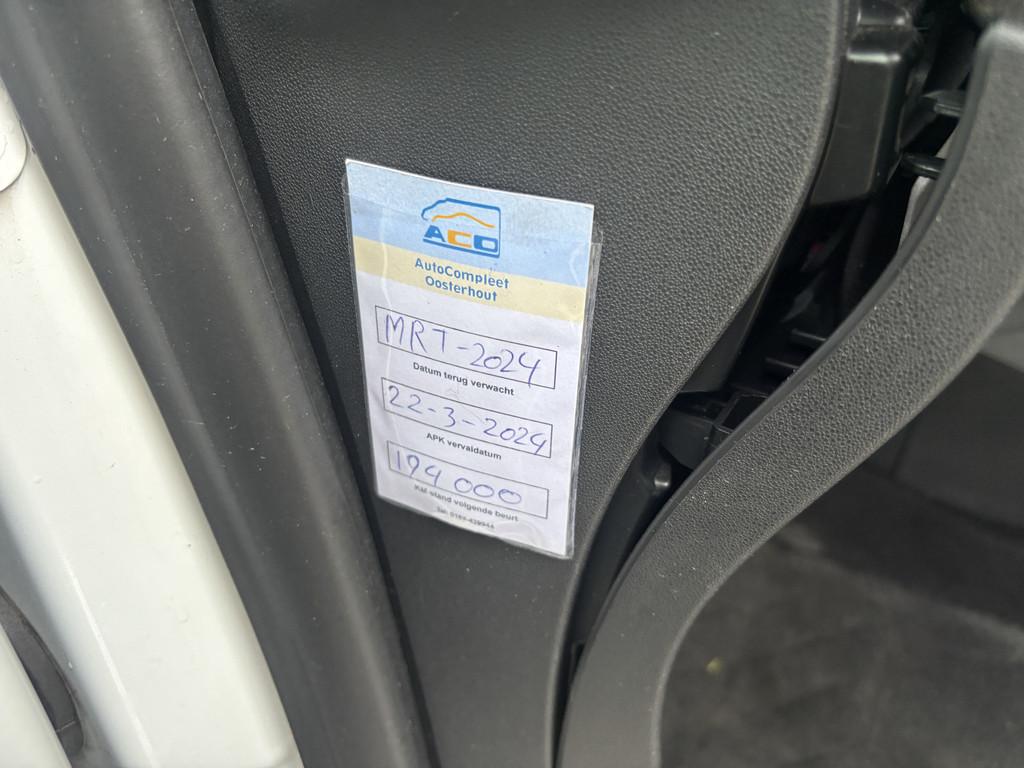 ACO
AutoCompleet
Oosterhout
MRT-2024
Datum terug verwacht
22-3-2024
APK vervaldatum
194 000
KM stand volgende beurt
Tel: